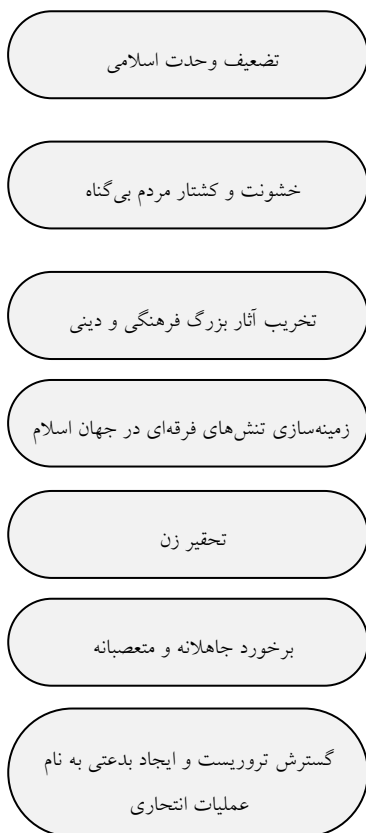 تضعیف وحدت اسلامی
خشونت و کشتار مردم بی‌گناه
تخریب آثار بزرگ فرهنگی و دینی
زمینه‌سازی تنش‌های فرقه‌ای در جهان اسلام
تحقیر زن
برخورد جاهلانه و متعصبانه
گسترش تروریست و ایجاد بدعتی به نام
عملیات انتحاری